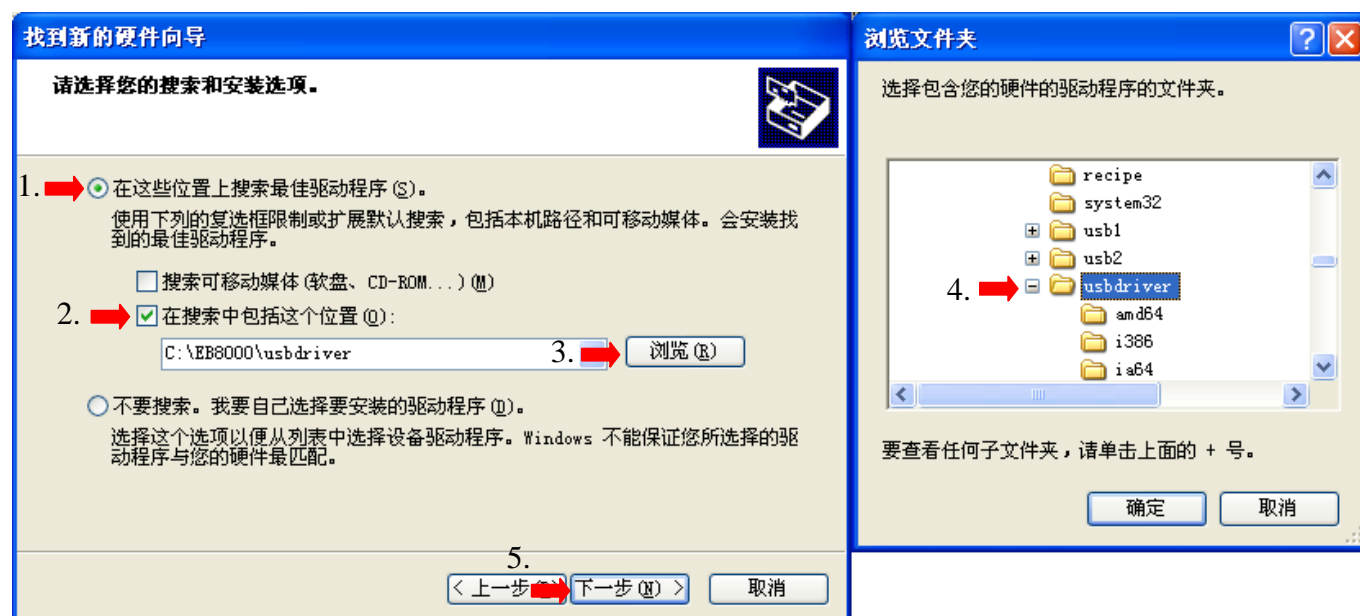 找到新的硬件向导
请选择您的搜索和安装选项。
1.
在这些位置上搜索最佳驱动程序(S)。
使用下列的复选框限制或扩展默认搜索，包括本机路径和可移动媒体。会安装找
到的最佳驱动程序。
搜索可移动媒体(软盘、CD-ROM...)(M)
2.
在搜索中包括这个位置(O):
C:\EB8000\usbdriver
3.
浏览(R)
不要搜索。我要自己选择要安装的驱动程序(D)。
选择这个选项以便从列表中选择设备驱动程序。Windows 不能保证您所选择的驱
动程序与您的硬件最匹配。
5.
< 上一步
下一步(N) >
取消
浏览文件夹
选择包含您的硬件的驱动程序的文件夹。
recipe
system32
usb1
usb2
4.
usbdriver
amd64
i386
ia64
要查看任何子文件夹，请单击上面的 + 号。
确定
取消